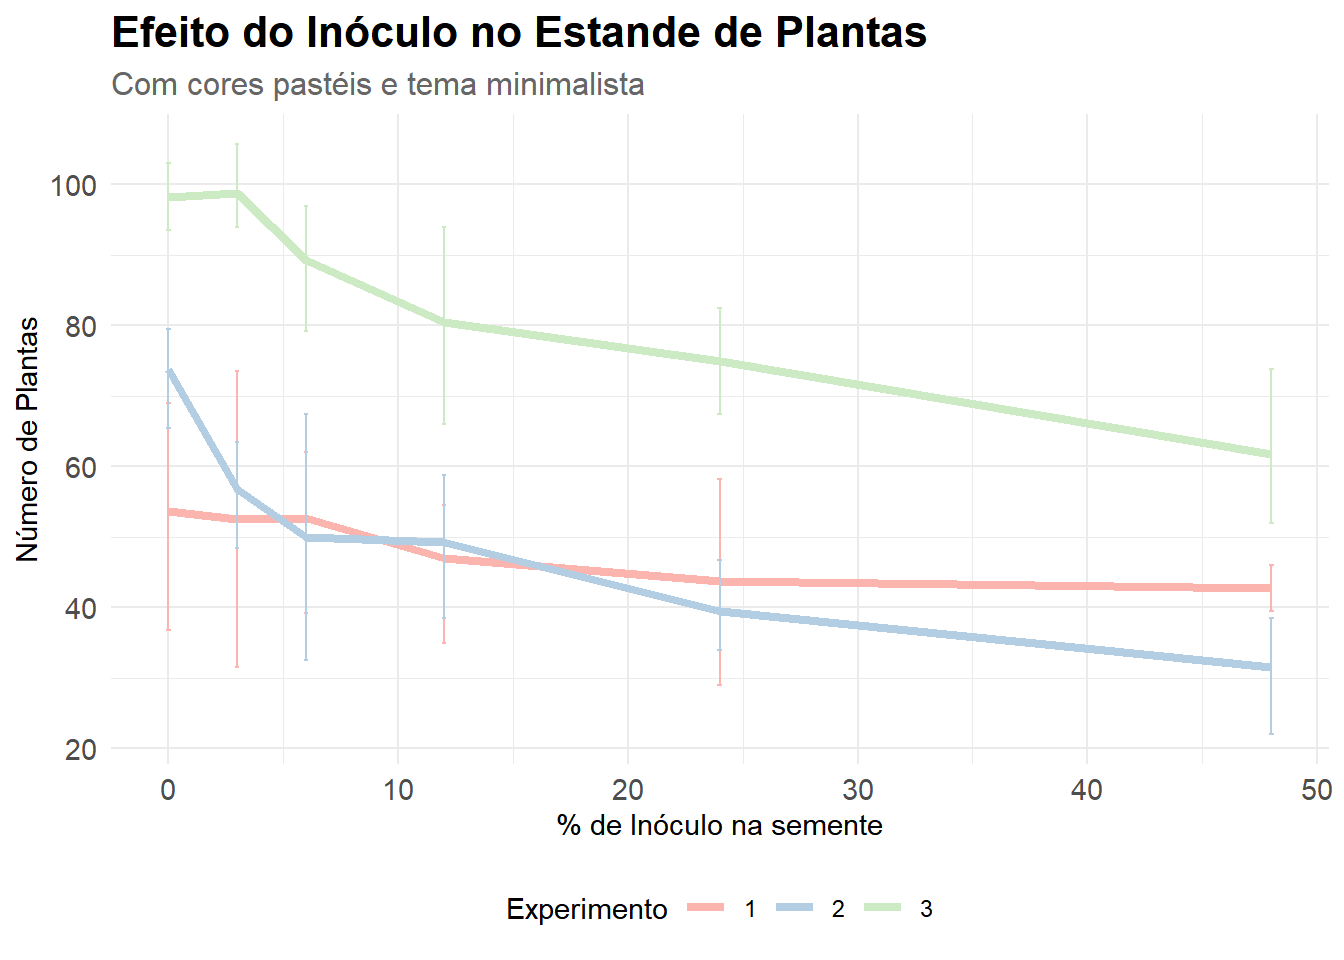 Efeito do Inóculo no Estande de Plantas
Com cores pastéis e tema minimalista
Número de Plantas
100
80
60
40
20
0 10 20 30 40 50
% de Inóculo na semente
Experimento 1 2 3